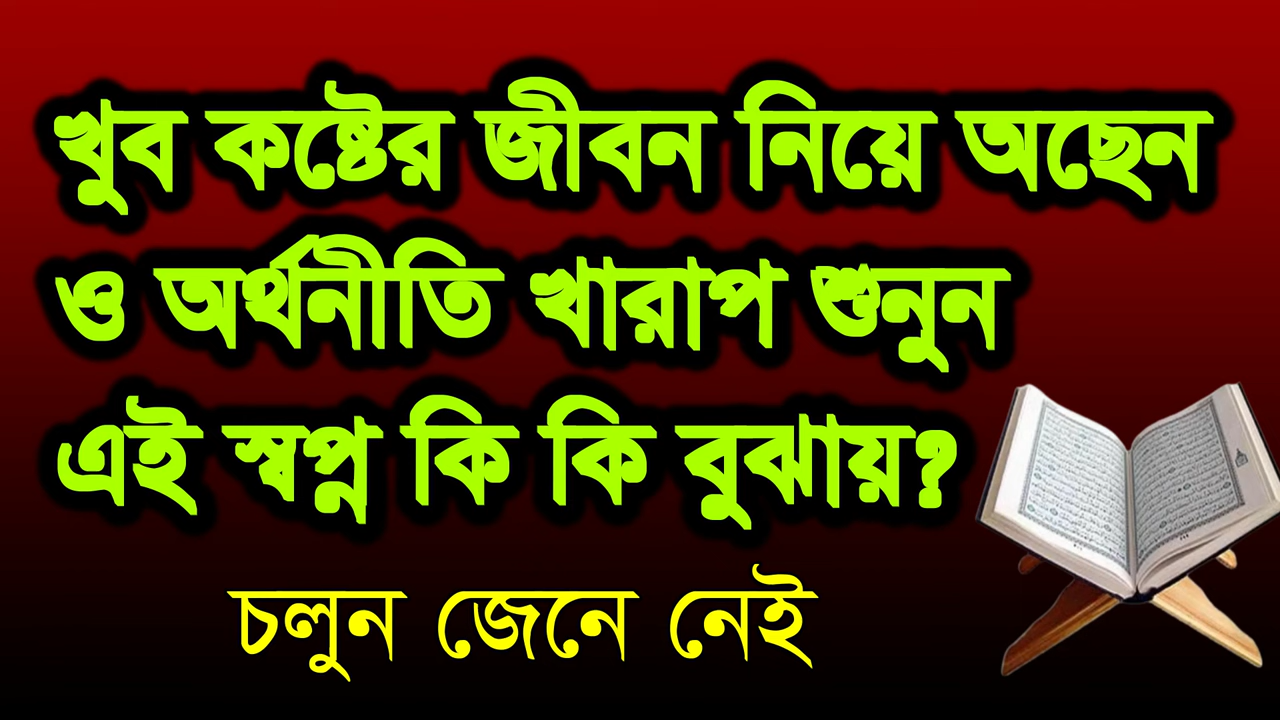 খুব কষ্টের জীবন নিয়ে অছেন
ও অর্থনীতি খারাপ শুনুন
এই স্বপ্ন কি কি বুঝায়?
চলুন জেনে নেই